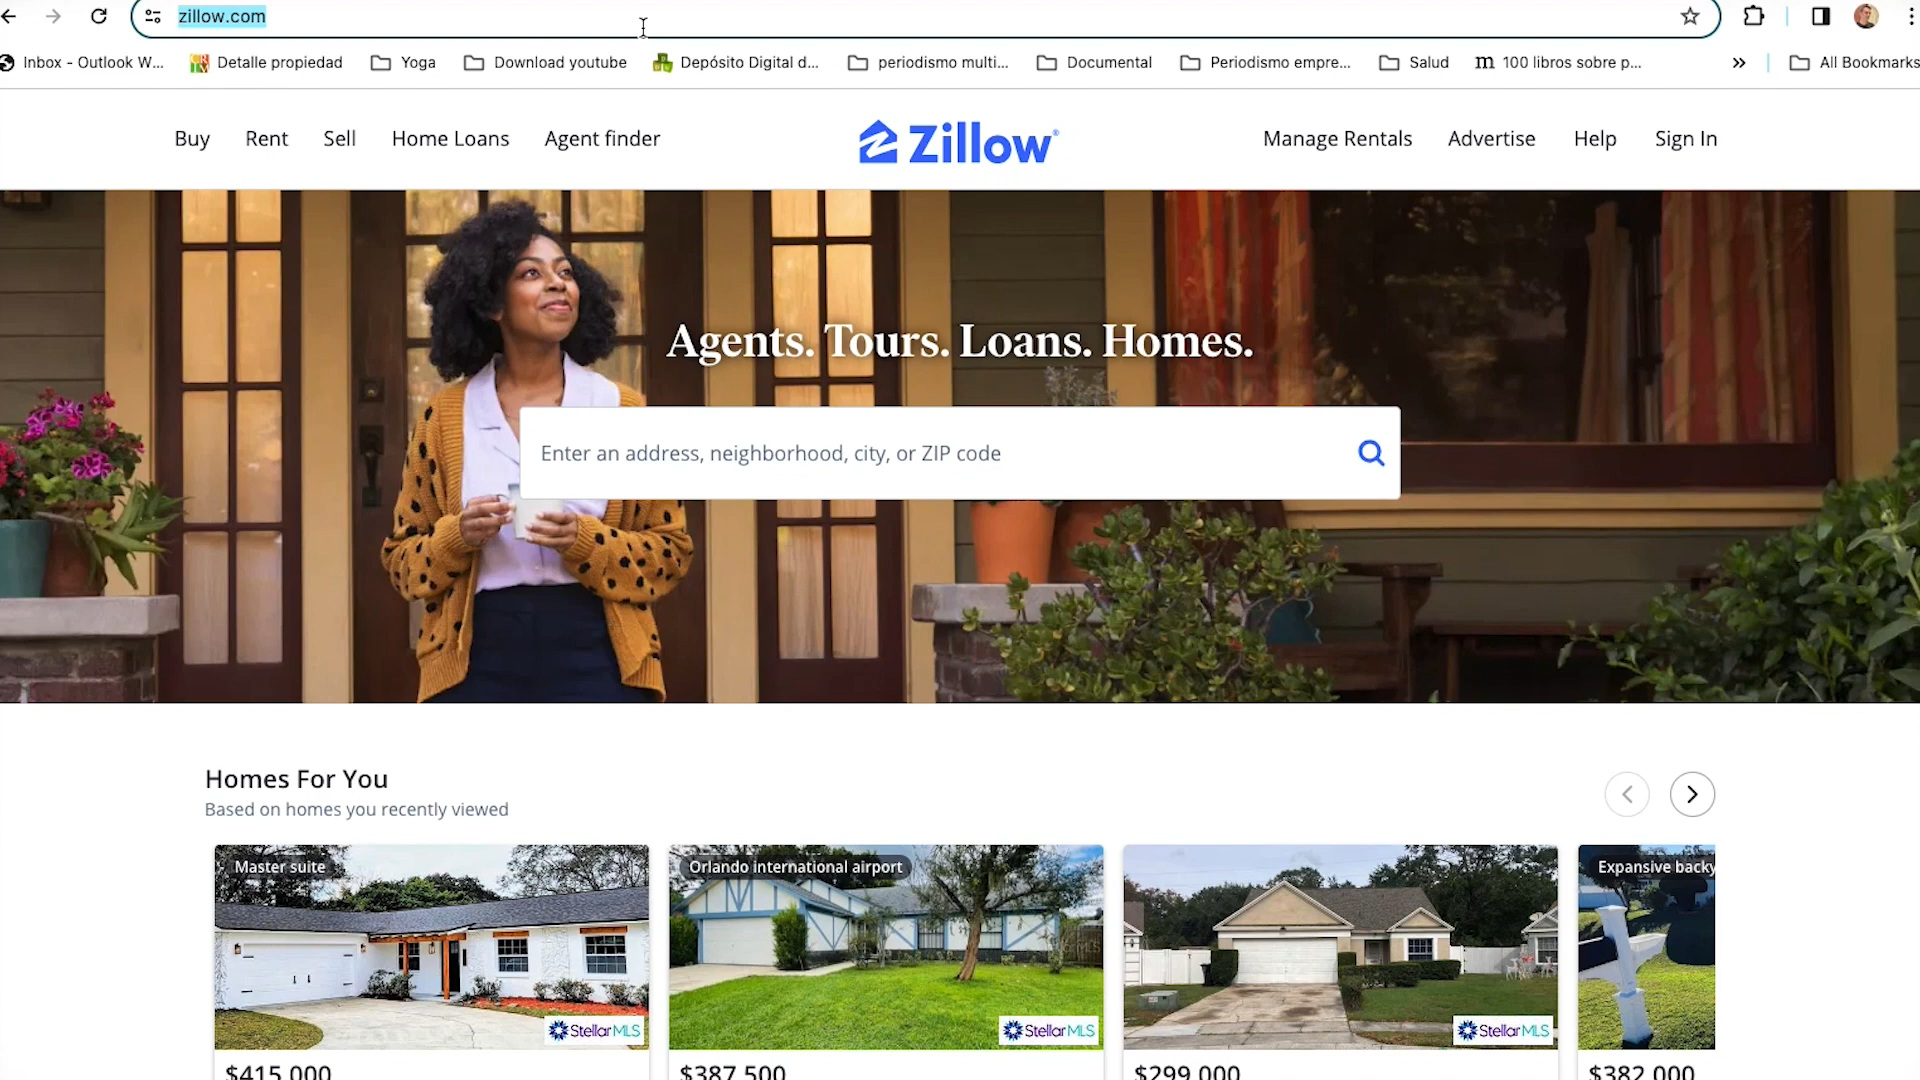 zillow.com
Inbox - Outlook W... Detalle propiedad Yoga Download youtube Depósito Digital d... periodismo multi... Documental Periodismo empre... Salud 100 libros sobre p... » All Bookmarks
Buy Rent Sell Home Loans Agent finder Zillow® Manage Rentals Advertise Help Sign In
Agents. Tours. Loans. Homes.
Enter an address, neighborhood, city, or ZIP code
Homes For You
Based on homes you recently viewed
Master suite Orlando international airport Expansive backy
StellarMLS StellarMLS StellarMLS
$415,000 $387,500 $299,000 $382,000